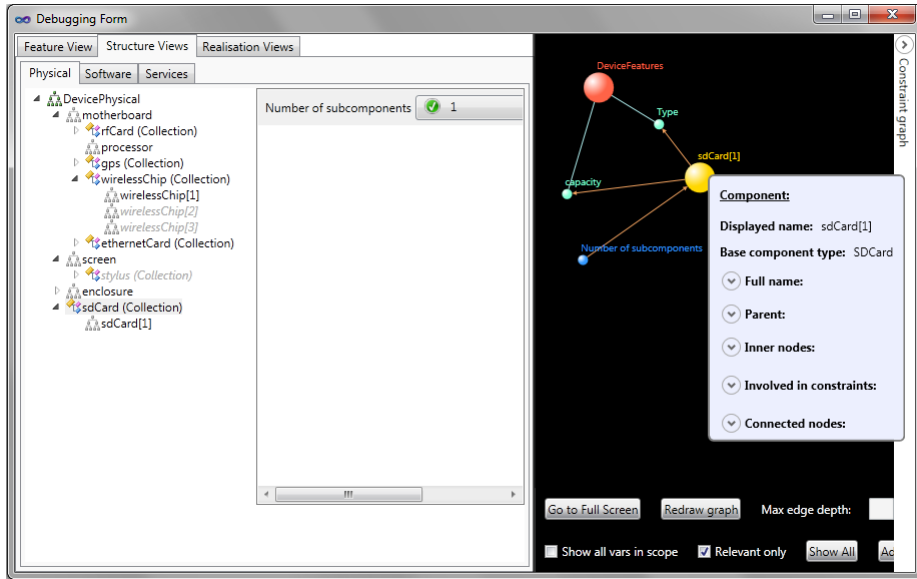 Debugging Form
Feature View Structure Views Realisation Views
Physical Software Services
DevicePhysical
motherboard
rfCard (Collection)
processor
gps (Collection)
wirelessChip (Collection)
wirelessChip[1]
wirelessChip[2]
wirelessChip[3]
ethernetCard (Collection)
screen
stylus (Collection)
enclosure
sdCard (Collection)
sdCard[1]
Number of subcomponents 1
DeviceFeatures
Type
sdCard[1]
capacity
Number of subcomponents
Component:
Displayed name: sdCard[1]
Base component type: SDCard
Full name:
Parent:
Inner nodes:
Involved in constraints:
Connected nodes:
Constraint graph
Go to Full Screen Redraw graph Max edge depth:
Show all vars in scope Relevant only Show All Ad